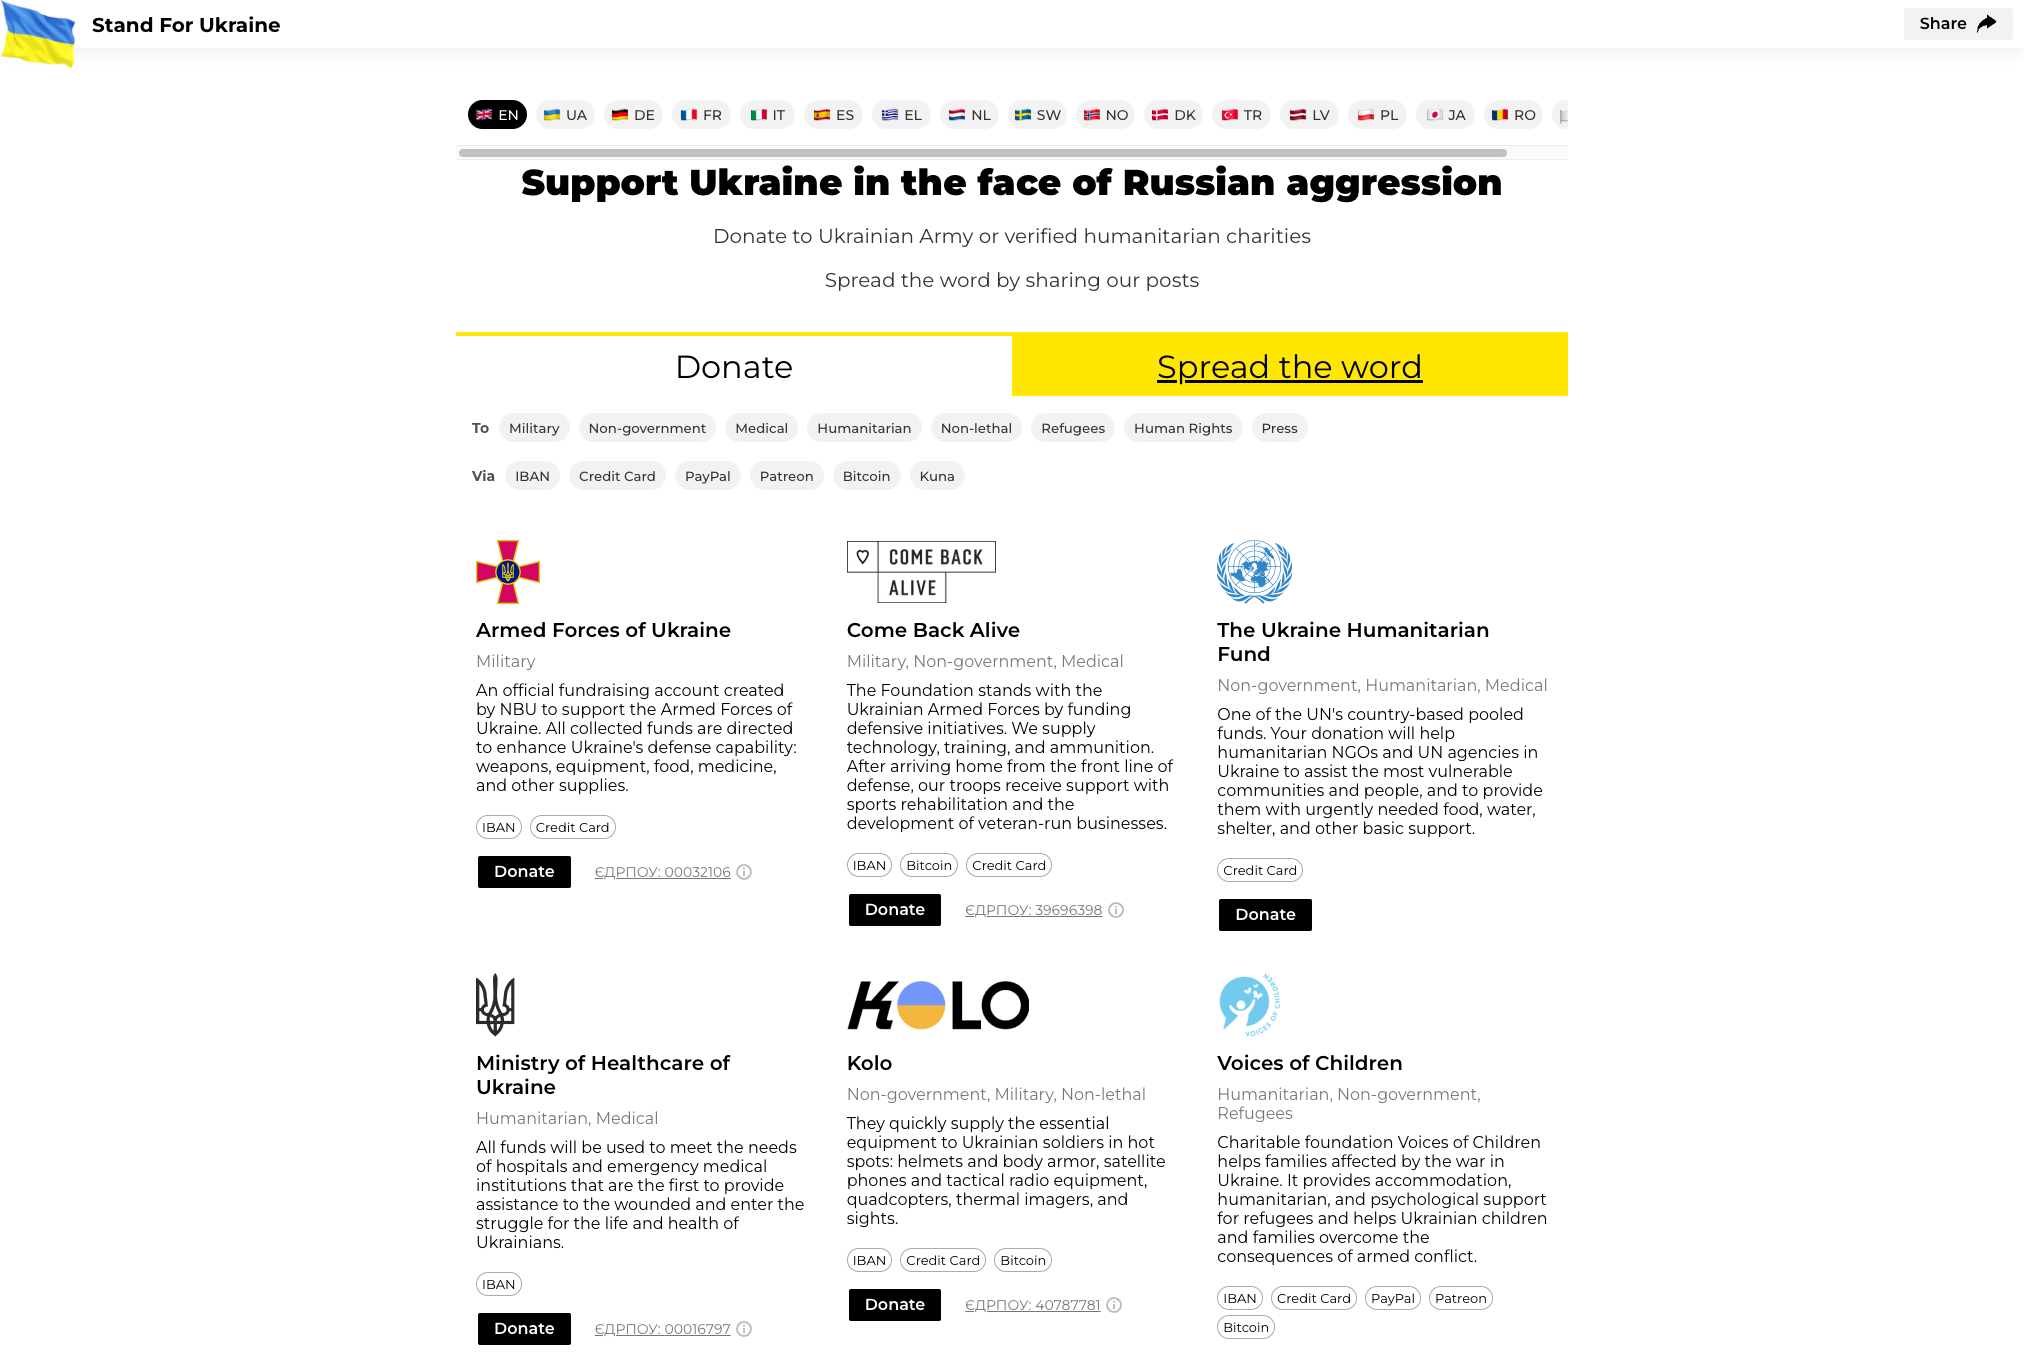 Stand For Ukraine
Share
EN UA DE FR IT ES EL NL SW NO DK TR LV PL JA RO
Support Ukraine in the face of Russian aggression
Donate to Ukrainian Army or verified humanitarian charities
Spread the word by sharing our posts
Donate
Spread the word
To Military Non-government Medical Humanitarian Non-lethal Refugees Human Rights Press
Via IBAN Credit Card PayPal Patreon Bitcoin Kuna
Armed Forces of Ukraine
Military
An official fundraising account created
by NBU to support the Armed Forces of
Ukraine. All collected funds are directed
to enhance Ukraine's defense capability:
weapons, equipment, food, medicine,
and other supplies.
IBAN Credit Card
Donate ЄДРПОУ: 00032106
COME BACK
ALIVE
Come Back Alive
Military, Non-government, Medical
The Foundation stands with the
Ukrainian Armed Forces by funding
defensive initiatives. We supply
technology, training, and ammunition.
After arriving home from the front line of
defense, our troops receive support with
sports rehabilitation and the
development of veteran-run businesses.
IBAN Bitcoin Credit Card
Donate ЄДРПОУ: 39696398
The Ukraine Humanitarian
Fund
Non-government, Humanitarian, Medical
One of the UN's country-based pooled
funds. Your donation will help
humanitarian NGOs and UN agencies in
Ukraine to assist the most vulnerable
communities and people, and to provide
them with urgently needed food, water,
shelter, and other basic support.
Credit Card
Donate
Ministry of Healthcare of
Ukraine
Humanitarian, Medical
All funds will be used to meet the needs
of hospitals and emergency medical
institutions that are the first to provide
assistance to the wounded and enter the
struggle for the life and health of
Ukrainians.
IBAN
Donate ЄДРПОУ: 00016797
KOLO
Kolo
Non-government, Military, Non-lethal
They quickly supply the essential
equipment to Ukrainian soldiers in hot
spots: helmets and body armor, satellite
phones and tactical radio equipment,
quadcopters, thermal imagers, and
sights.
IBAN Credit Card Bitcoin
Donate ЄДРПОУ: 40787781
VOICES OF CHILDREN
Voices of Children
Humanitarian, Non-government,
Refugees
Charitable foundation Voices of Children
helps families affected by the war in
Ukraine. It provides accommodation,
humanitarian, and psychological support
for refugees and helps Ukrainian children
and families overcome the
consequences of armed conflict.
IBAN Credit Card PayPal Patreon
Bitcoin